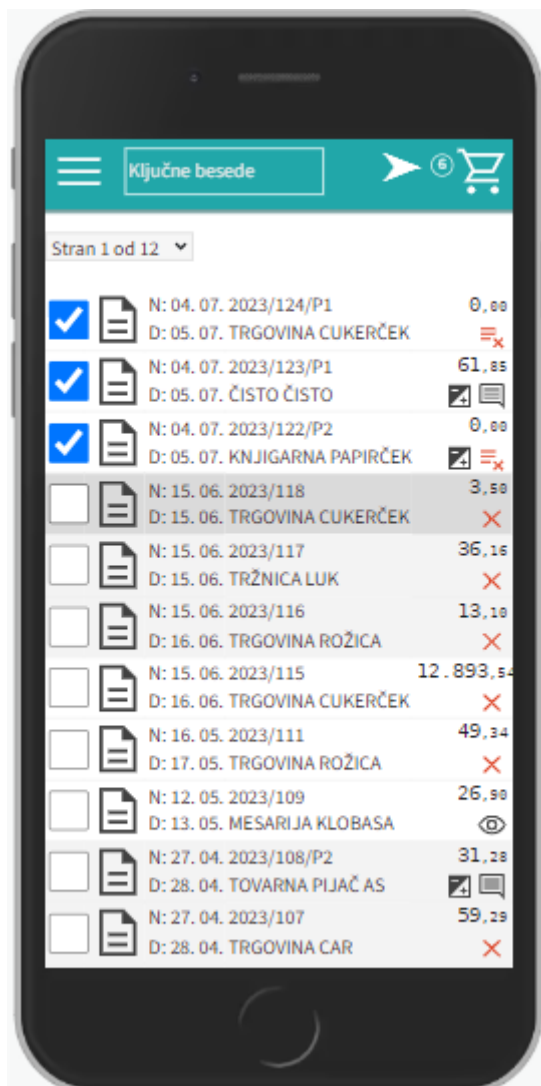 Ključne besede
6
Stran 1 od 12
N: 04. 07. 2023/124/P1 0,00
D: 05. 07. TRGOVINA CUKERČEK
N: 04. 07. 2023/123/P1 61,85
D: 05. 07. ČISTO ČISTO
N: 04. 07. 2023/122/P2 0,00
D: 05. 07. KNJIGARNA PAPIRČEK
N: 15. 06. 2023/118 3,50
D: 15. 06. TRGOVINA CUKERČEK
N: 15. 06. 2023/117 36,16
D: 15. 06. TRŽNICA LUK
N: 15. 06. 2023/116 13,10
D: 16. 06. TRGOVINA ROŽICA
N: 15. 06. 2023/115 12.893,54
D: 16. 06. TRGOVINA CUKERČEK
N: 16. 05. 2023/111 49,34
D: 17. 05. TRGOVINA ROŽICA
N: 12. 05. 2023/109 26,90
D: 13. 05. MESARIJA KLOBASA
N: 27. 04. 2023/108/P2 31,28
D: 28. 04. TOVARNA PIJAČ AS
N: 27. 04. 2023/107 59,29
D: 28. 04. TRGOVINA CAR